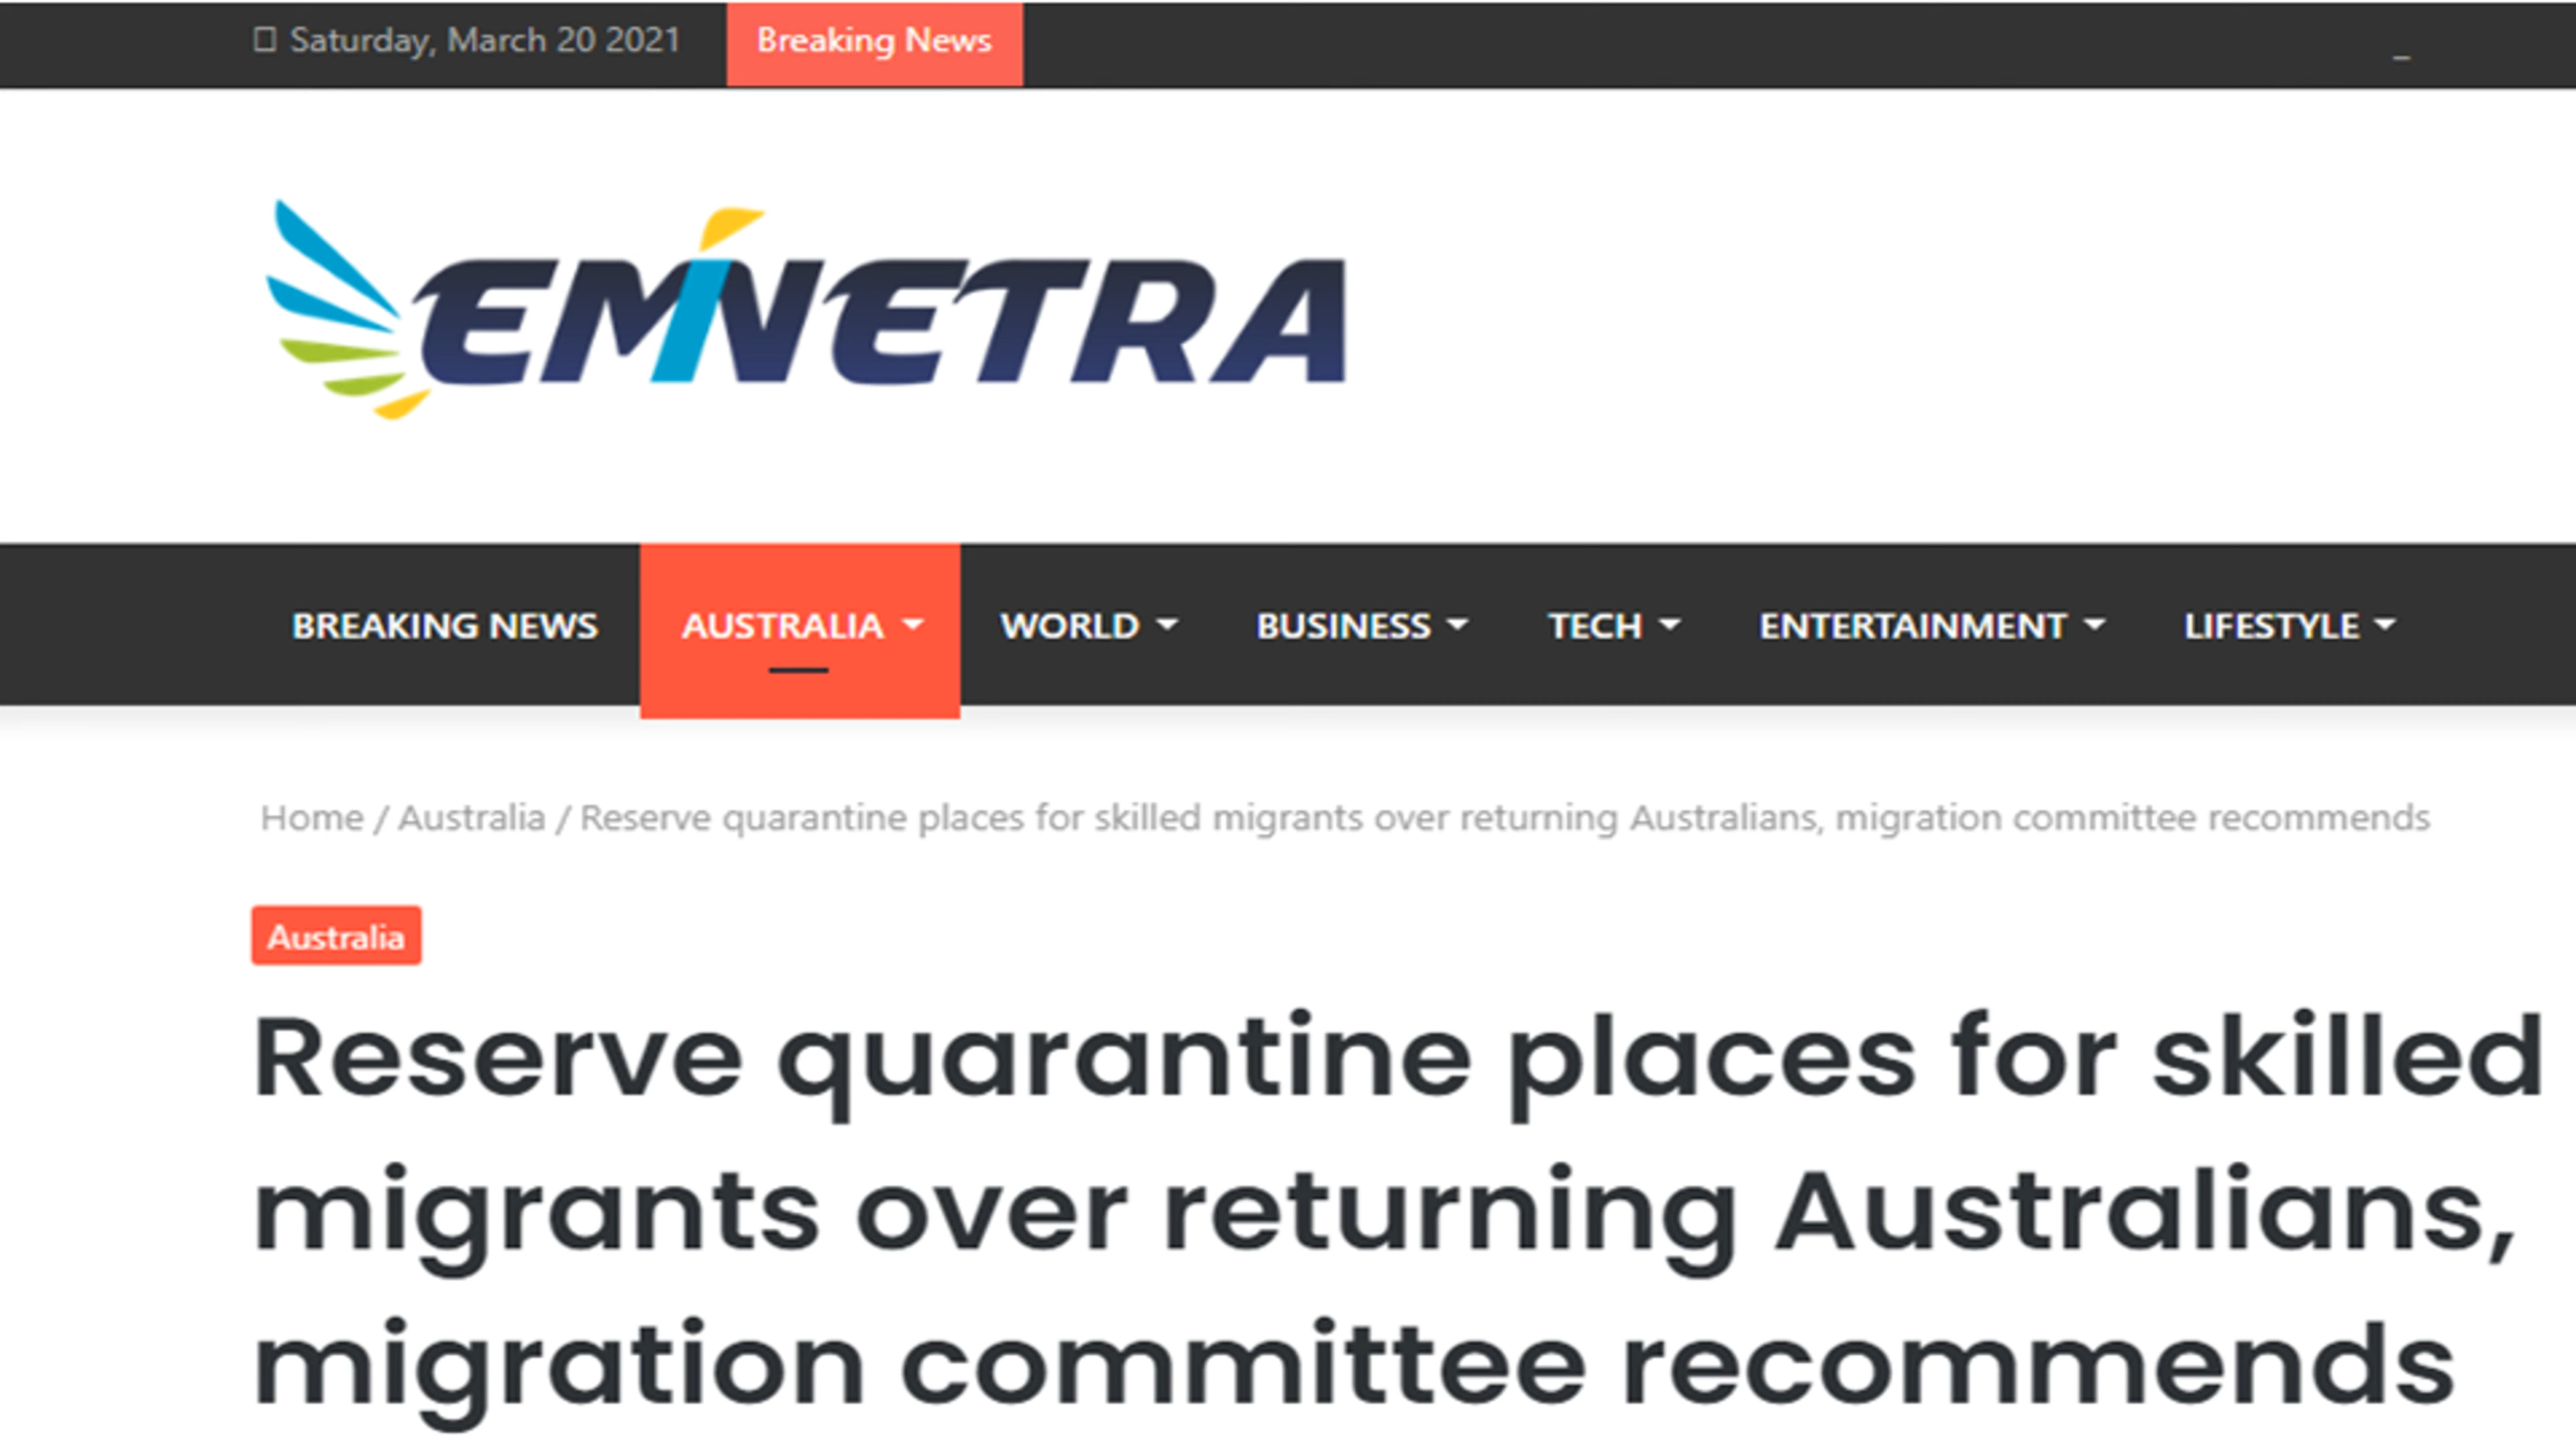 Saturday, March 20 2021 Breaking News
EMINETRA
BREAKING NEWS AUSTRALIA WORLD BUSINESS TECH ENTERTAINMENT LIFESTYLE
Home / Australia / Reserve quarantine places for skilled migrants over returning Australians, migration committee recommends
Australia
Reserve quarantine places for skilled
migrants over returning Australians,
migration committee recommends